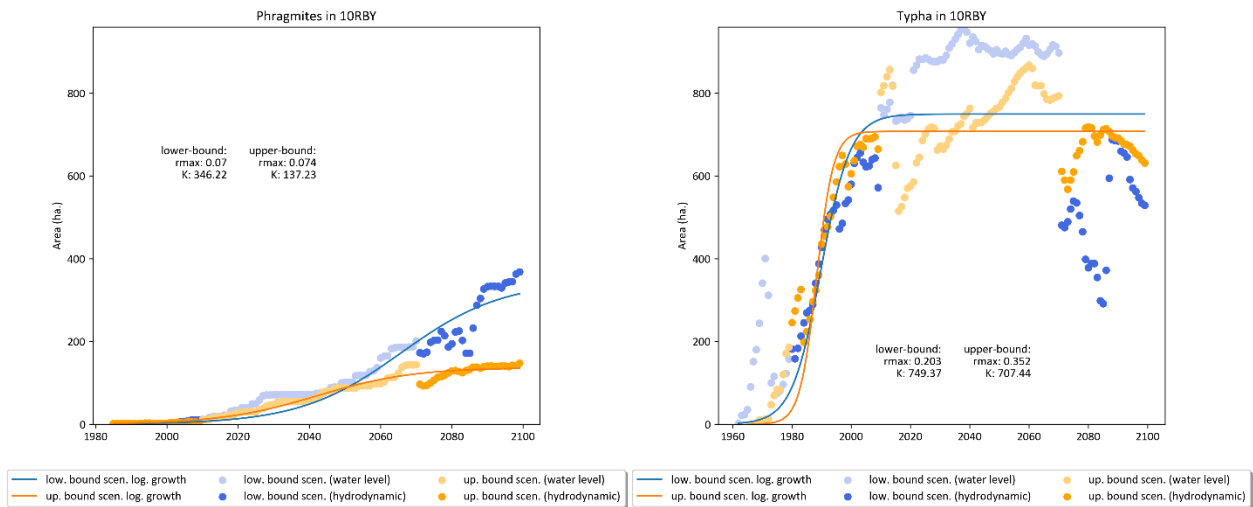 Phragmites in 10RBY
Area (ha.)
800
600
400
200
0
lower-bound:
rmax: 0.07
K: 346.22
upper-bound:
rmax: 0.074
K: 137.23
1980 2000 2020 2040 2060 2080 2100
low. bound scen. log. growth
up. bound scen. log. growth
low. bound scen. (water level)
low. bound scen. (hydrodynamic)
up. bound scen. (water level)
up. bound scen. (hydrodynamic)
Typha in 10RBY
Area (ha.)
800
600
400
200
0
lower-bound:
rmax: 0.203
K: 749.37
upper-bound:
rmax: 0.352
K: 707.44
1960 1980 2000 2020 2040 2060 2080 2100
low. bound scen. log. growth
up. bound scen. log. growth
low. bound scen. (water level)
low. bound scen. (hydrodynamic)
up. bound scen. (water level)
up. bound scen. (hydrodynamic)